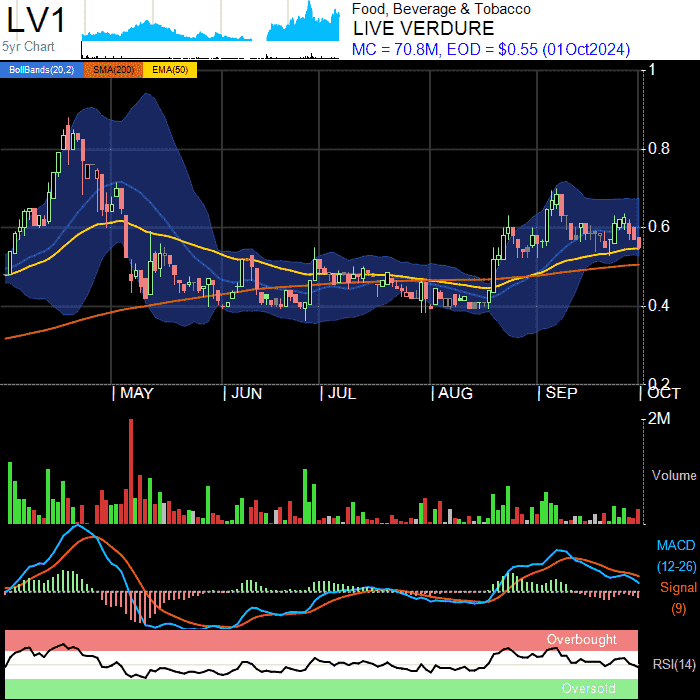 LV1
5yr Chart
Food, Beverage & Tobacco
LIVE VERDURE
MC = 70.8M, EOD = $0.55 (01Oct2024)
BollBands(20,2) SMA(200) EMA(50)
1
0.8
0.6
0.4
0.2
MAY JUN JUL AUG SEP OCT
2M
Volume
MACD
(12-26)
Signal
(9)
Overbought
RSI(14)
Oversold